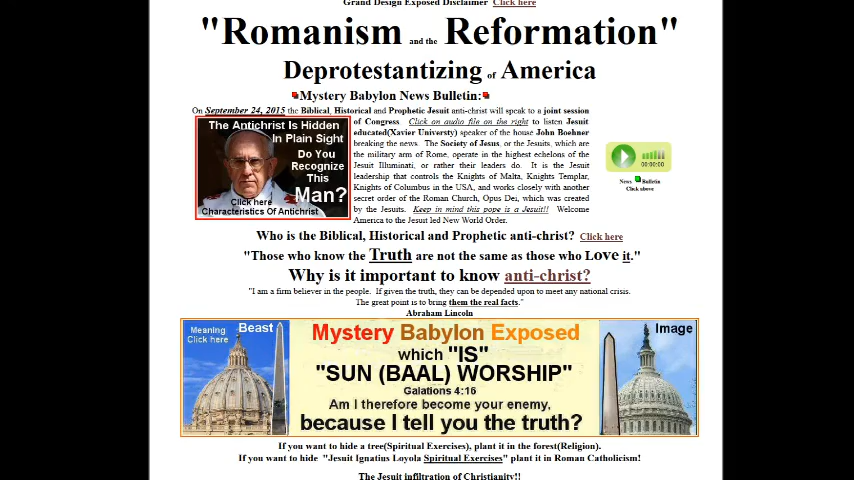 Grand Design Exposed Disclaimer Click here
"Romanism and the Reformation"
Deprotestantizing of America
Mystery Babylon News Bulletin:
On September 24, 2015 the Biblical, Historical and Prophetic Jesuit anti-christ will speak to a joint session
of Congress. Click on audio file on the right to listen Jesuit
educated(Xavier Universty) speaker of the house John Boehner
breaking the news. The Society of Jesus, or the Jesuits, which are
the military arm of Rome, operate in the highest echelons of the
Jesuit Illuminati, or rather their leaders do. It is the Jesuit
leadership that controls the Knights of Malta, Knights Templar,
Knights of Columbus in the USA, and works closely with another
secret order of the Roman Church, Opus Dei, which was created
by the Jesuits. Keep in mind this pope is a Jesuit!! Welcome
America to the Jesuit led New World Order.
The Antichrist Is Hidden
In Plain Sight
Do You
Recognize
This
Man?
Click here
Characteristics Of Antichrist
00:00:00
News Bulletin
Click above
Who is the Biblical, Historical and Prophetic anti-christ? Click here
"Those who know the Truth are not the same as those who Love it."
Why is it important to know anti-christ?
"I am a firm believer in the people. If given the truth, they can be depended upon to meet any national crisis.
The great point is to bring them the real facts."
Abraham Lincoln
Meaning
Click here
Beast
Mystery Babylon Exposed
which "IS"
"SUN (BAAL) WORSHIP"
Galations 4:16
Am I therefore become your enemy,
because I tell you the truth?
Image
If you want to hide a tree(Spiritual Exercises), plant it in the forest(Religion).
If you want to hide "Jesuit Ignatius Loyola Spiritual Exercises" plant it in Roman Catholicism!
The Jesuit infiltration of Christianity!!